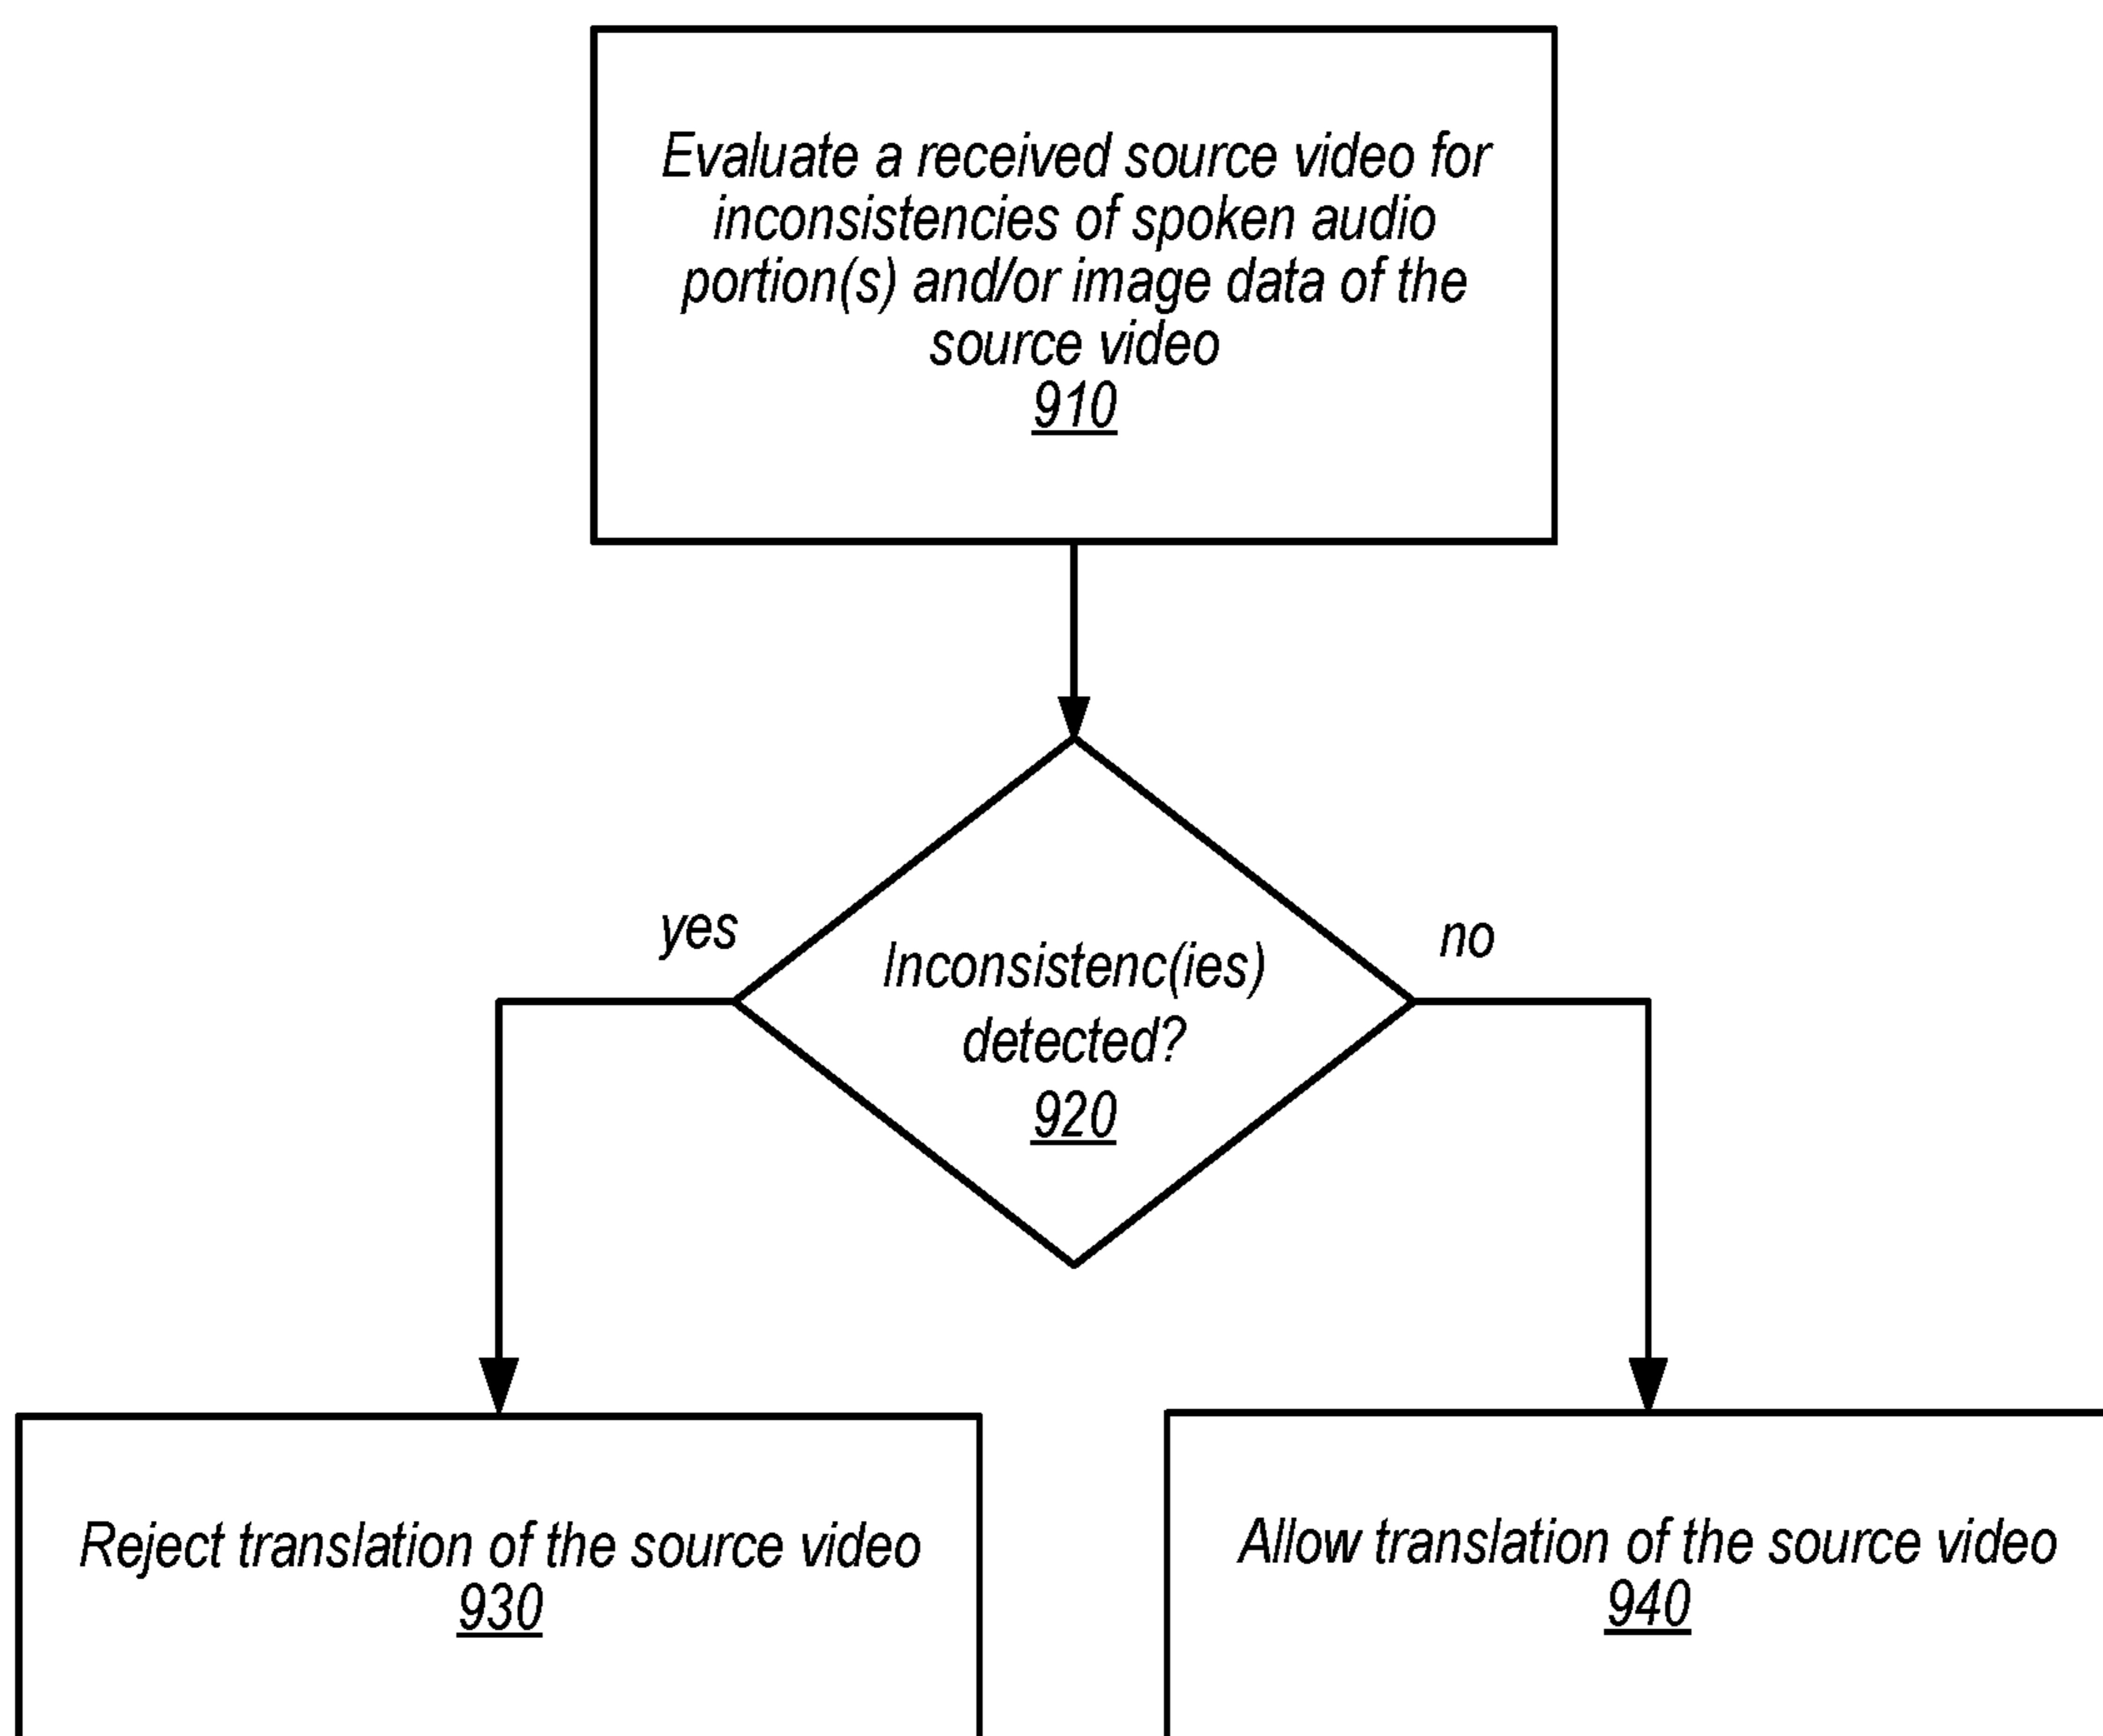 Evaluate a received source video for
inconsistencies of spoken audio
portion(s) and/or image data of the
source video
910
yes
no
Inconsistenc(ies)
detected?
920
Reject translation of the source video
930
Allow translation of the source video
940